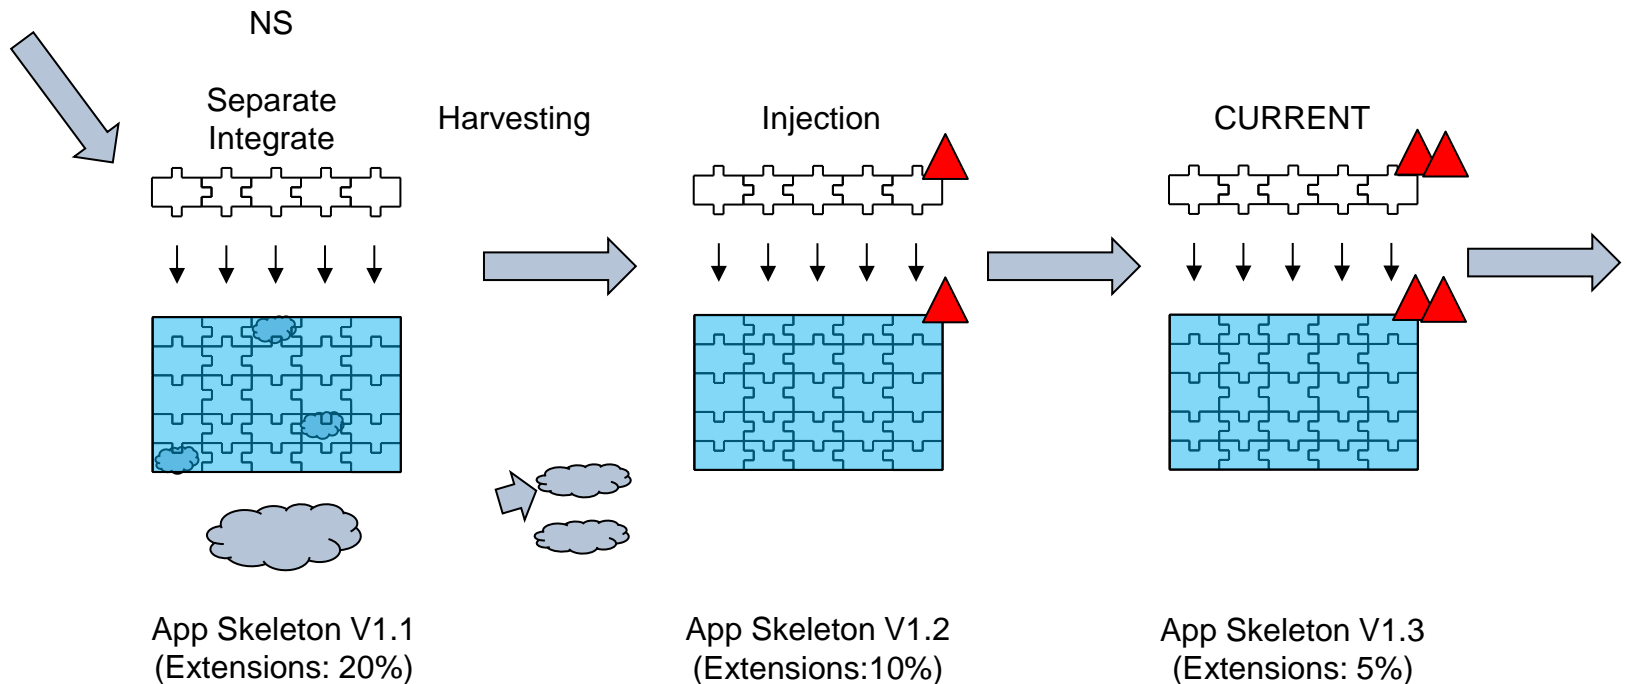 NS
Separate
Integrate
Harvesting
Injection
CURRENT
App Skeleton V1.1
(Extensions: 20%)
App Skeleton V1.2
(Extensions:10%)
App Skeleton V1.3
(Extensions: 5%)